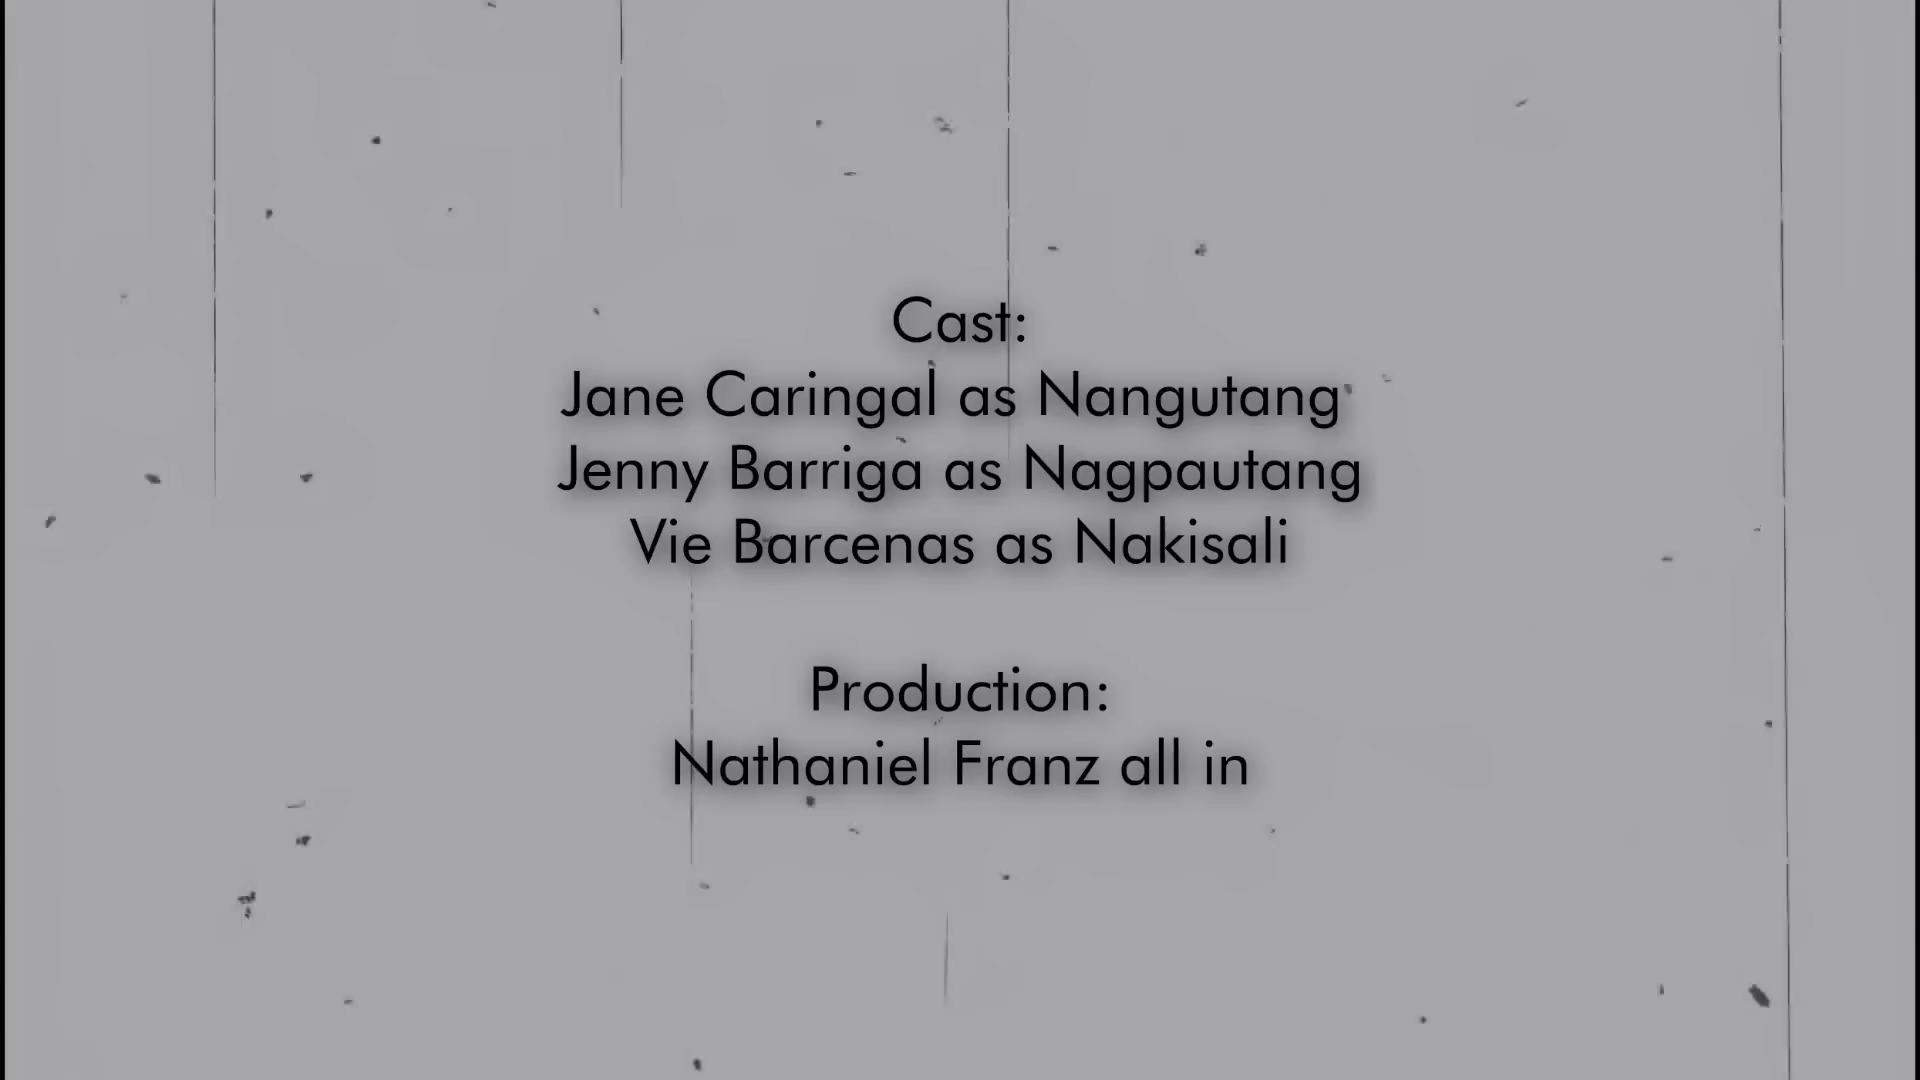 Cast:
Jane Caringal as Nangutang
Jenny Barriga as Nagpautang
Vie Barcenas as Nakisali
Production:
Nathaniel Franz all in